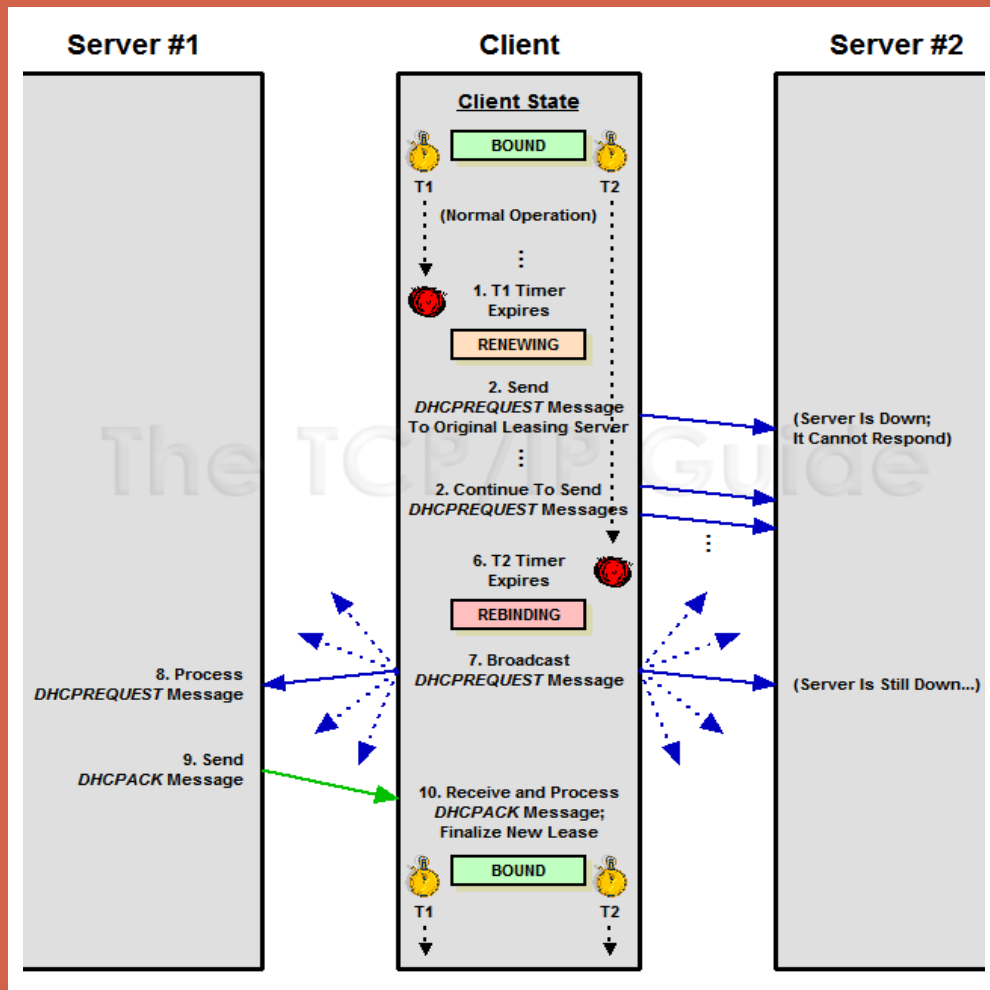 Server #1
Client
Server #2
Client State
BOUND
T1
T2
(Normal Operation)
⋮
1. T1 Timer
Expires
RENEWING
2. Send
DHCPREQUEST Message
To Original Leasing Server
(Server Is Down;
It Cannot Respond)
The TCP/IP Guide
⋮
2. Continue To Send
DHCPREQUEST Messages
⋮
6. T2 Timer
Expires
REBINDING
7. Broadcast
DHCPREQUEST Message
8. Process
DHCPREQUEST Message
(Server Is Still Down...)
9. Send
DHCPACK Message
10. Receive and Process
DHCPACK Message;
Finalize New Lease
BOUND
T1
T2